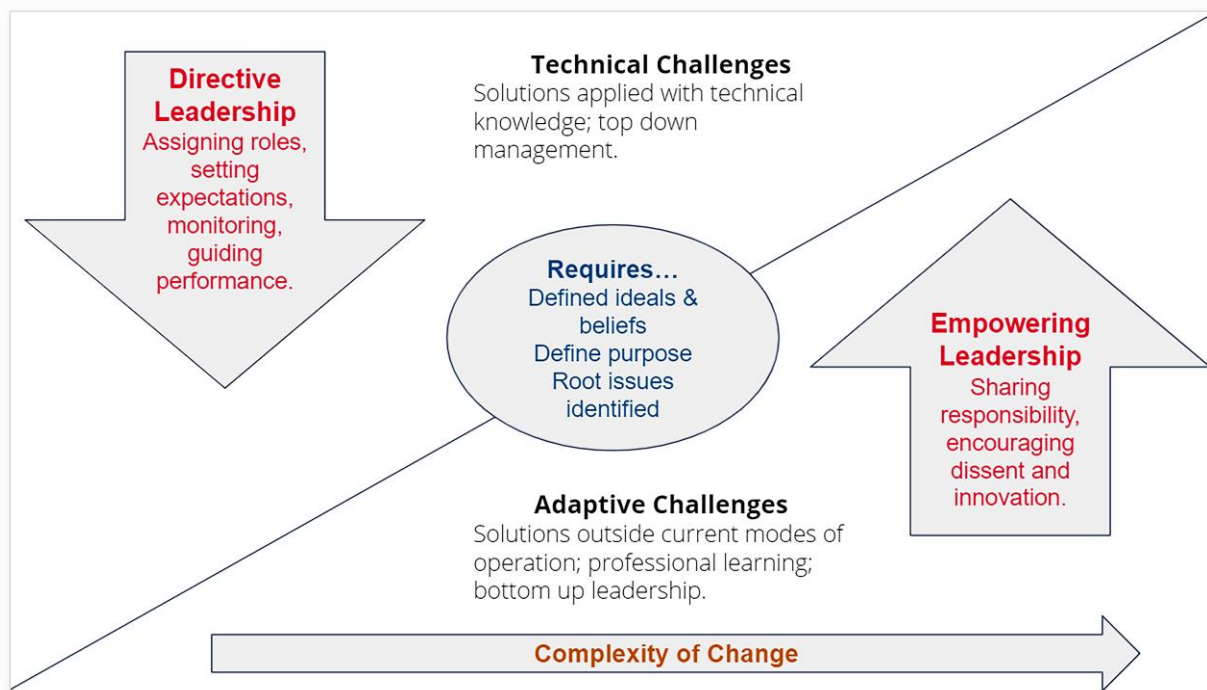 Directive
Leadership
Assigning roles,
setting
expectations,
monitoring,
guiding
performance.
Technical Challenges
Solutions applied with technical
knowledge; top down
management.
Requires…
Defined ideals &
beliefs
Define purpose
Root issues
identified
Empowering
Leadership
Sharing
responsibility,
encouraging
dissent and
innovation.
Adaptive Challenges
Solutions outside current modes of
operation; professional learning;
bottom up leadership.
Complexity of Change